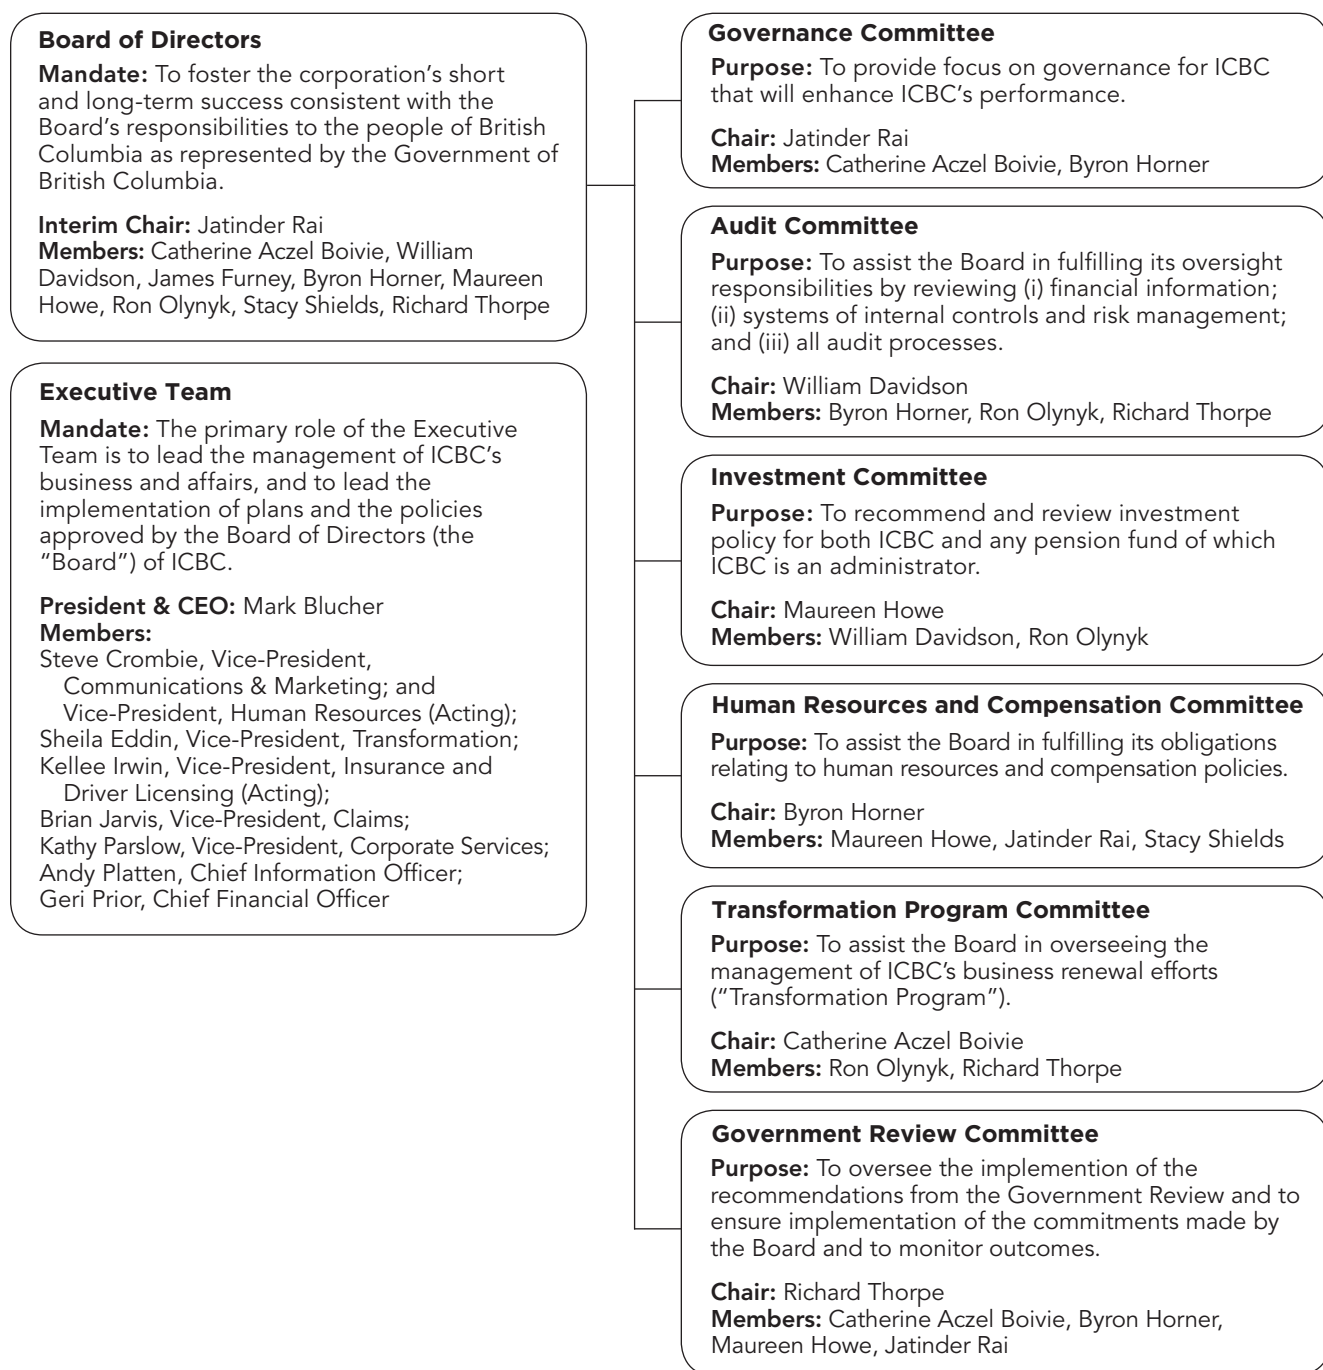 Board of Directors
Mandate: To foster the corporation’s short
and long-term success consistent with the
Board’s responsibilities to the people of British
Columbia as represented by the Government of
British Columbia.
Interim Chair: Jatinder Rai
Members: Catherine Aczel Boivie, William
Davidson, James Furney, Byron Horner, Maureen
Howe, Ron Olynyk, Stacy Shields, Richard Thorpe
Executive Team
Mandate: The primary role of the Executive
Team is to lead the management of ICBC’s
business and affairs, and to lead the
implementation of plans and the policies
approved by the Board of Directors (the
“Board”) of ICBC.
President & CEO: Mark Blucher
Members:
Steve Crombie, Vice-President,
Communications & Marketing; and
Vice-President, Human Resources (Acting);
Sheila Eddin, Vice-President, Transformation;
Kellee Irwin, Vice-President, Insurance and
Driver Licensing (Acting);
Brian Jarvis, Vice-President, Claims;
Kathy Parslow, Vice-President, Corporate Services;
Andy Platten, Chief Information Officer;
Geri Prior, Chief Financial Officer
Governance Committee
Purpose: To provide focus on governance for ICBC
that will enhance ICBC’s performance.
Chair: Jatinder Rai
Members: Catherine Aczel Boivie, Byron Horner
Audit Committee
Purpose: To assist the Board in fulfilling its oversight
responsibilities by reviewing (i) financial information;
(ii) systems of internal controls and risk management;
and (iii) all audit processes.
Chair: William Davidson
Members: Byron Horner, Ron Olynyk, Richard Thorpe
Investment Committee
Purpose: To recommend and review investment
policy for both ICBC and any pension fund of which
ICBC is an administrator.
Chair: Maureen Howe
Members: William Davidson, Ron Olynyk
Human Resources and Compensation Committee
Purpose: To assist the Board in fulfilling its obligations
relating to human resources and compensation policies.
Chair: Byron Horner
Members: Maureen Howe, Jatinder Rai, Stacy Shields
Transformation Program Committee
Purpose: To assist the Board in overseeing the
management of ICBC’s business renewal efforts
(“Transformation Program”).
Chair: Catherine Aczel Boivie
Members: Ron Olynyk, Richard Thorpe
Government Review Committee
Purpose: To oversee the implemention of the
recommendations from the Government Review and to
ensure implementation of the commitments made by
the Board and to monitor outcomes.
Chair: Richard Thorpe
Members: Catherine Aczel Boivie, Byron Horner,
Maureen Howe, Jatinder Rai